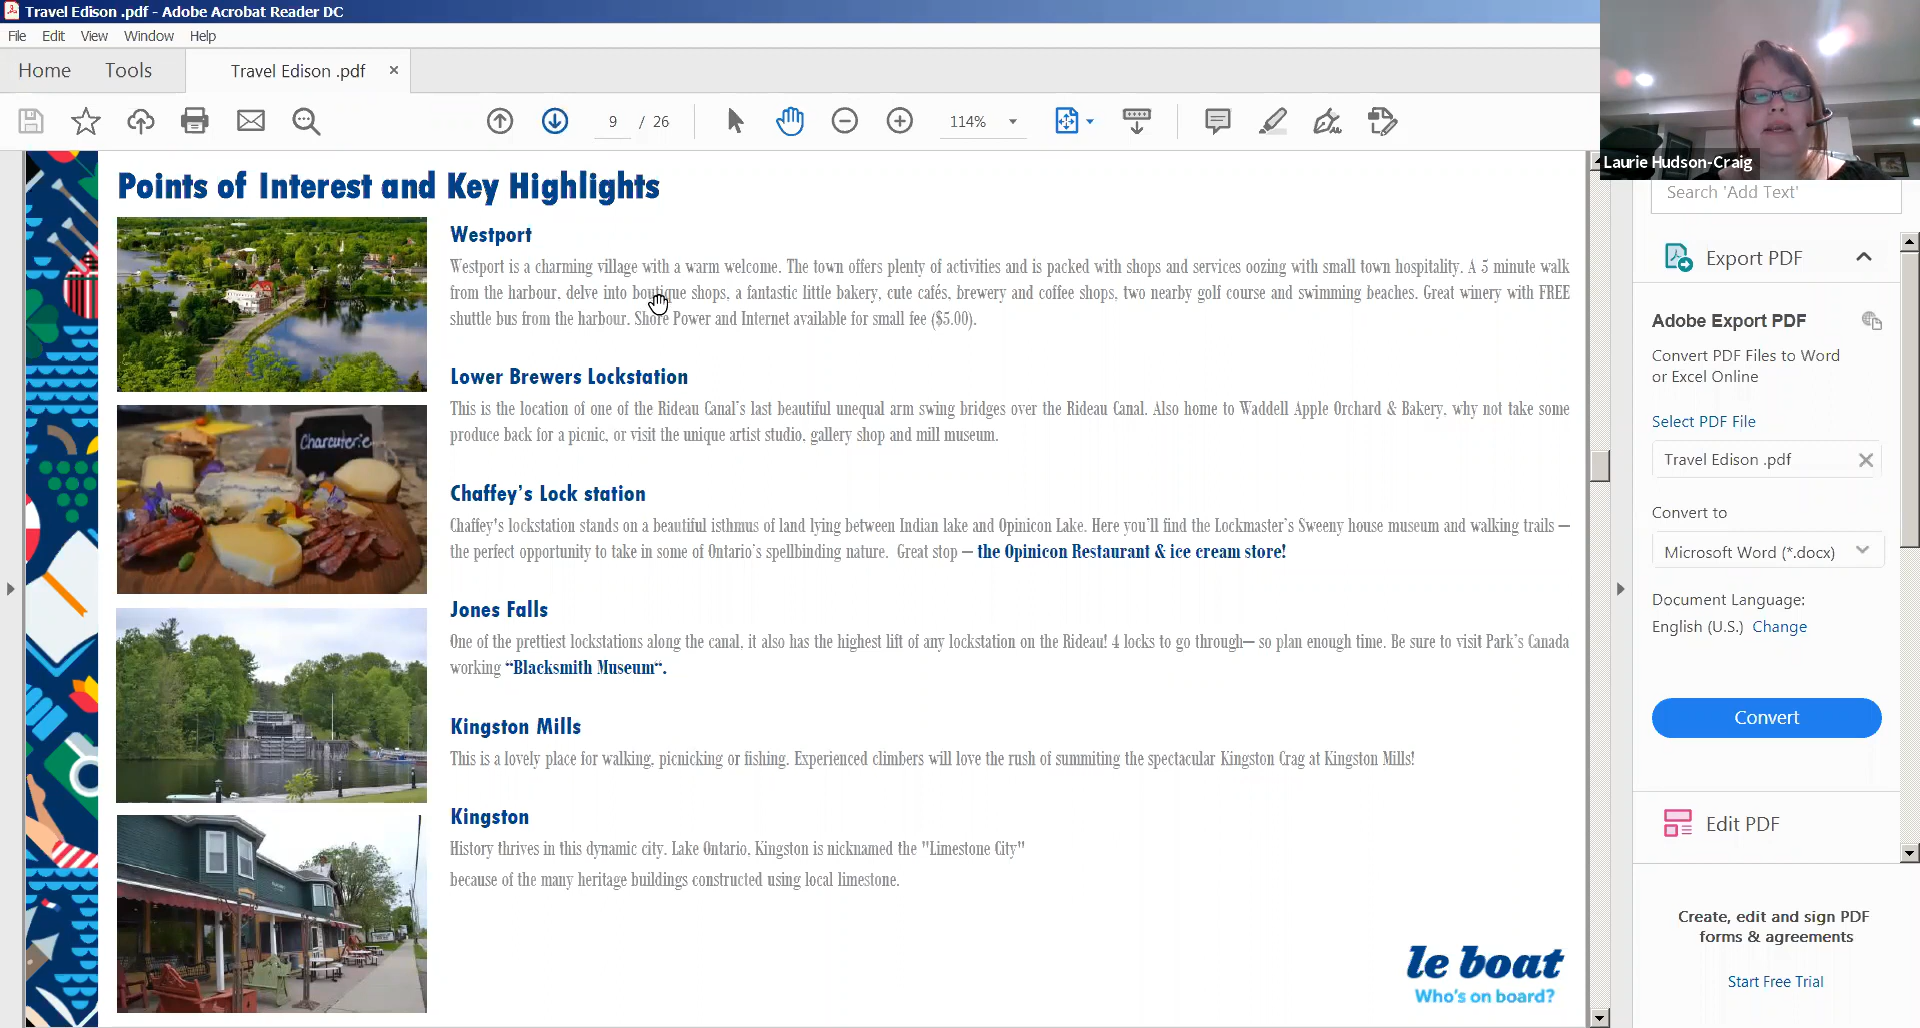 Travel Edison .pdf - Adobe Acrobat Reader DC
File Edit View Window Help
Home Tools Travel Edison .pdf ×
9 / 26 114%
Laurie Hudson-Craig
Points of Interest and Key Highlights
Westport
Westport is a charming village with a warm welcome. The town offers plenty of activities and is packed with shops and services oozing with small town hospitality. A 5 minute walk
from the harbour, delve into boutique shops, a fantastic little bakery, cute cafés, brewery and coffee shops, two nearby golf course and swimming beaches. Great winery with FREE
shuttle bus from the harbour. Shore Power and Internet available for small fee ($5.00).
Lower Brewers Lockstation
This is the location of one of the Rideau Canal's last beautiful unequal arm swing bridges over the Rideau Canal. Also home to Waddell Apple Orchard & Bakery, why not take some
produce back for a picnic, or visit the unique artist studio, gallery shop and mill museum.
Charcuterie
Chaffey's Lock station
Chaffey's lockstation stands on a beautiful isthmus of land lying between Indian lake and Opinicon Lake. Here you'll find the Lockmaster's Sweeny house museum and walking trails –
the perfect opportunity to take in some of Ontario's spellbinding nature. Great stop – the Opinicon Restaurant & ice cream store!
Jones Falls
One of the prettiest lockstations along the canal, it also has the highest lift of any lockstation on the Rideau! 4 locks to go through– so plan enough time. Be sure to visit Park's Canada
working “Blacksmith Museum“.
Kingston Mills
This is a lovely place for walking, picnicking or fishing. Experienced climbers will love the rush of summiting the spectacular Kingston Crag at Kingston Mills!
Kingston
History thrives in this dynamic city. Lake Ontario, Kingston is nicknamed the "Limestone City"
because of the many heritage buildings constructed using local limestone.
le boat
Who's on board?
Search 'Add Text'
Export PDF
Adobe Export PDF
Convert PDF Files to Word
or Excel Online
Select PDF File
Travel Edison .pdf
Convert to
Microsoft Word (*.docx)
Document Language:
English (U.S.) Change
Convert
Edit PDF
Create, edit and sign PDF
forms & agreements
Start Free Trial